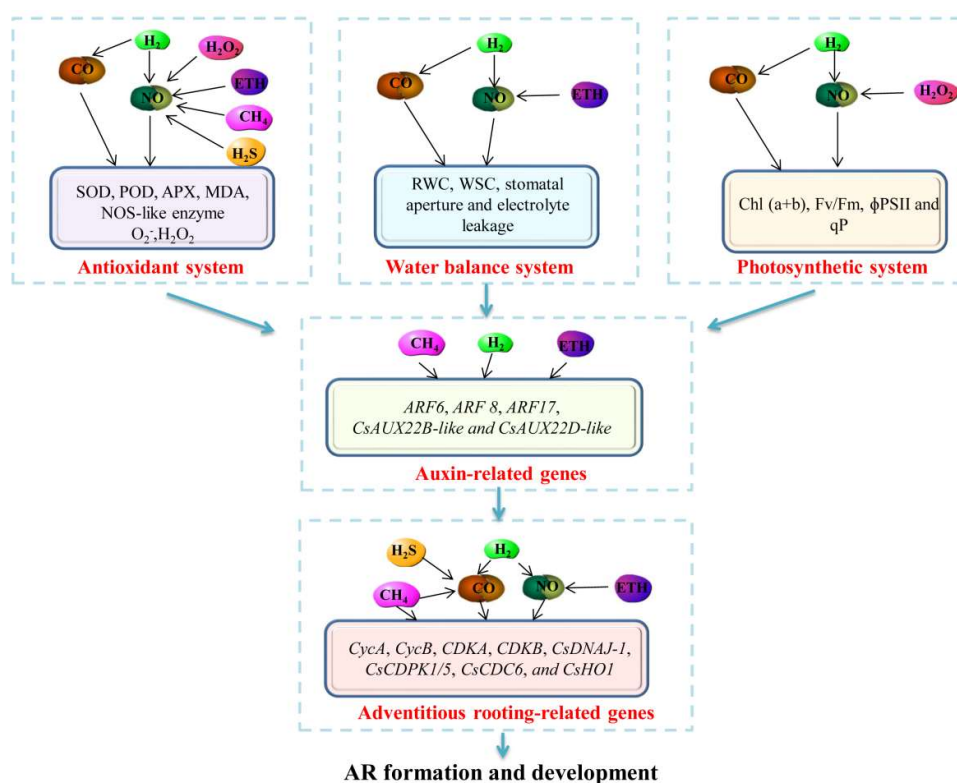 H2
H2O2
CO
ETH
NO
CH4
H2S
SOD, POD, APX, MDA,
NOS-like enzyme
O2-,H2O2
Antioxidant system
H2
CO
NO
ETH
RWC, WSC, stomatal
aperture and electrolyte
leakage
Water balance system
H2
CO
NO
H2O2
Chl (a+b), Fv/Fm, ϕPSII and
qP
Photosynthetic system
CH4
H2
ETH
ARF6, ARF 8, ARF17,
CsAUX22B-like and CsAUX22D-like
Auxin-related genes
H2S
H2
CH4
CO
NO
ETH
CycA, CycB, CDKA, CDKB, CsDNAJ-1,
CsCDPK1/5, CsCDC6, and CsHO1
Adventitious rooting-related genes
AR formation and development